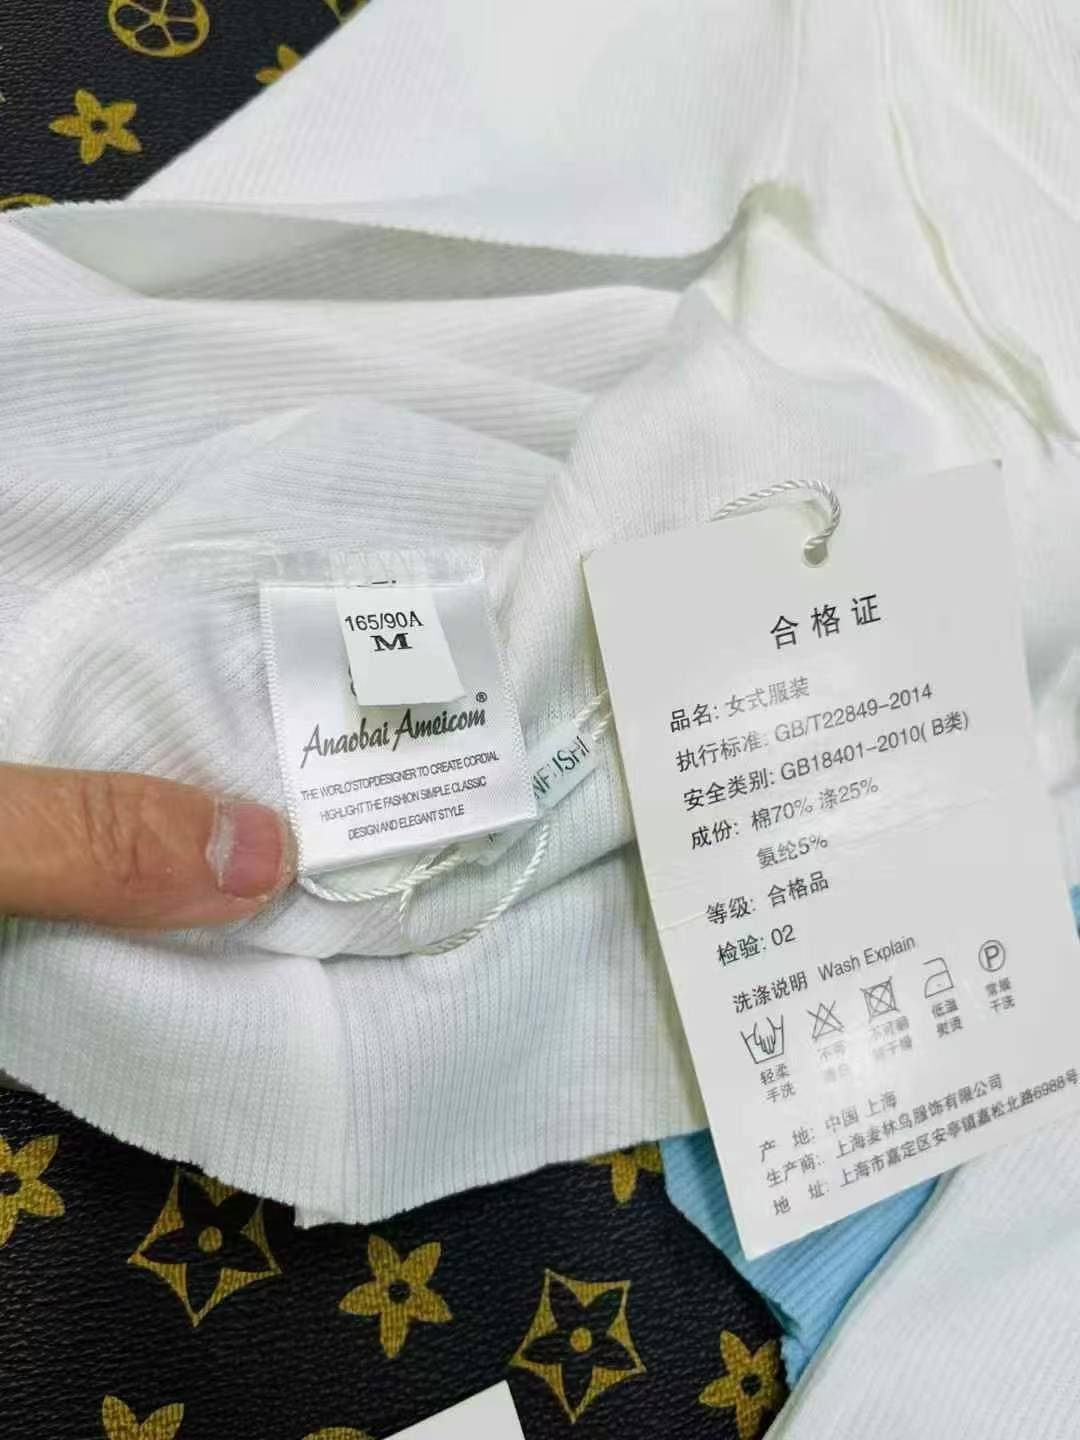 165/90A
M
Anaobai Ameicom®
THE WORLD'STOPDESIGNER TO CREATE CORDIAL
HIGHLIGHT THE FASHION SIMPLE CLASSIC
DESIGN AND ELEGANT STYLE
ISHI
合格证
品名: 女式服装
执行标准: GB/T22849-2014
安全类别: GB18401-2010( B类)
成份: 棉70% 涤25%
氨纶5%
等级: 合格品
检验: 02
洗涤说明 Wash Explain
P
轻柔
手洗
不可
漂白
不可翻
转干燥
低温
熨烫
常规
干洗
产 地: 中国 上海
生产商: 上海麦林鸟服饰有限公司
地 址: 上海市嘉定区安亭镇嘉松北路6988号